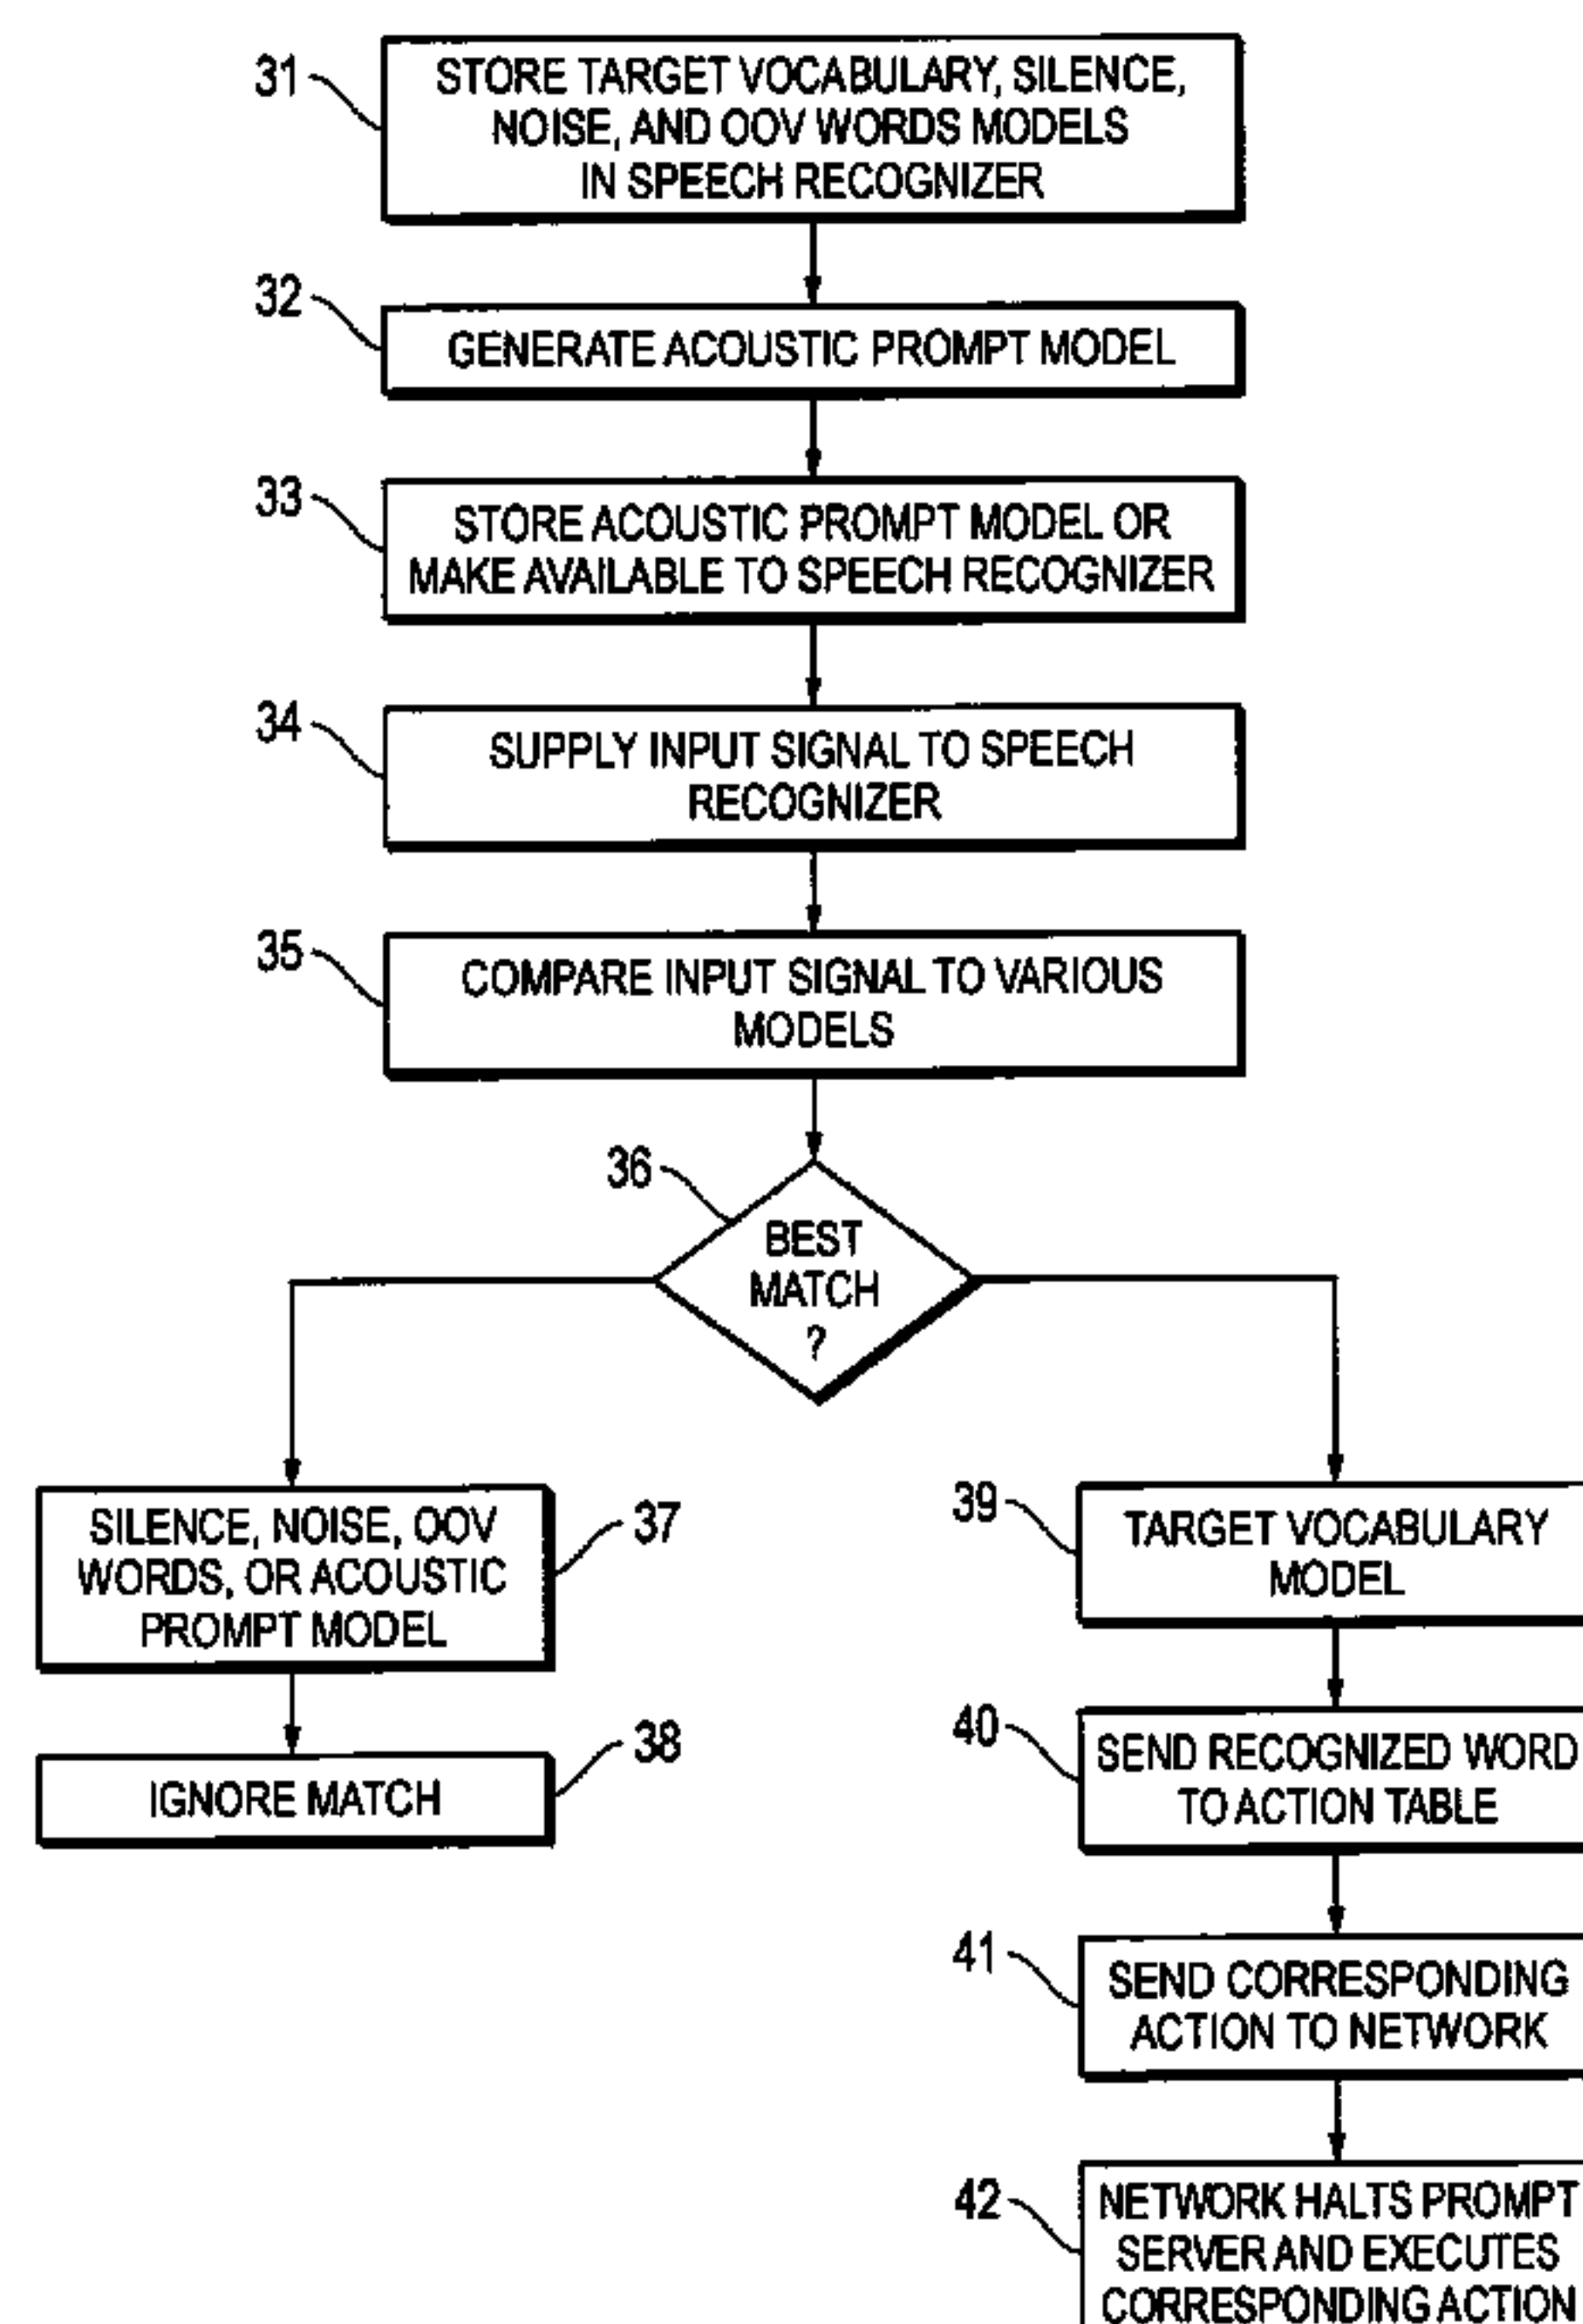 31
STORE TARGET VOCABULARY, SILENCE,
NOISE, AND OOV WORDS MODELS
IN SPEECH RECOGNIZER
32
GENERATE ACOUSTIC PROMPT MODEL
33
STORE ACOUSTIC PROMPT MODEL OR
MAKE AVAILABLE TO SPEECH RECOGNIZER
34
SUPPLY INPUT SIGNAL TO SPEECH
RECOGNIZER
35
COMPARE INPUT SIGNAL TO VARIOUS
MODELS
36
BEST
MATCH
?
SILENCE, NOISE, OOV
WORDS, OR ACOUSTIC
PROMPT MODEL
37
IGNORE MATCH
38
39
TARGET VOCABULARY
MODEL
40
SEND RECOGNIZED WORD
TO ACTION TABLE
41
SEND CORRESPONDING
ACTION TO NETWORK
42
NETWORK HALTS PROMPT
SERVER AND EXECUTES
CORRESPONDING ACTION